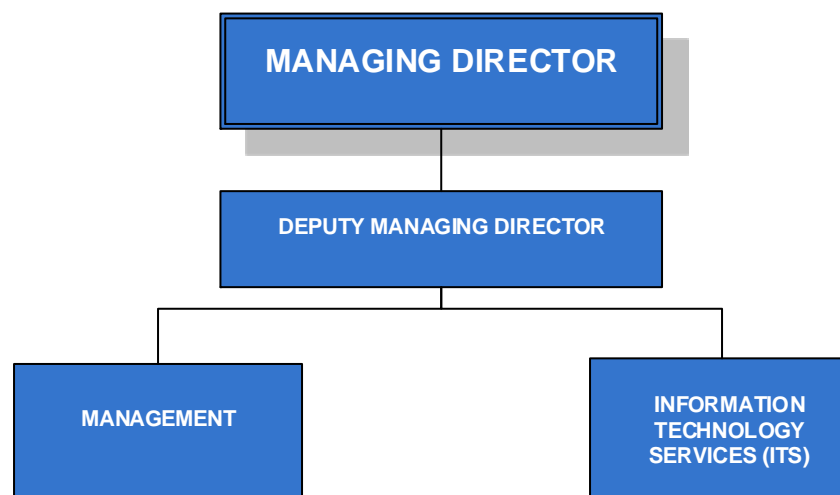 MANAGING DIRECTOR
DEPUTY MANAGING DIRECTOR
MANAGEMENT
INFORMATION
TECHNOLOGY
SERVICES (ITS)